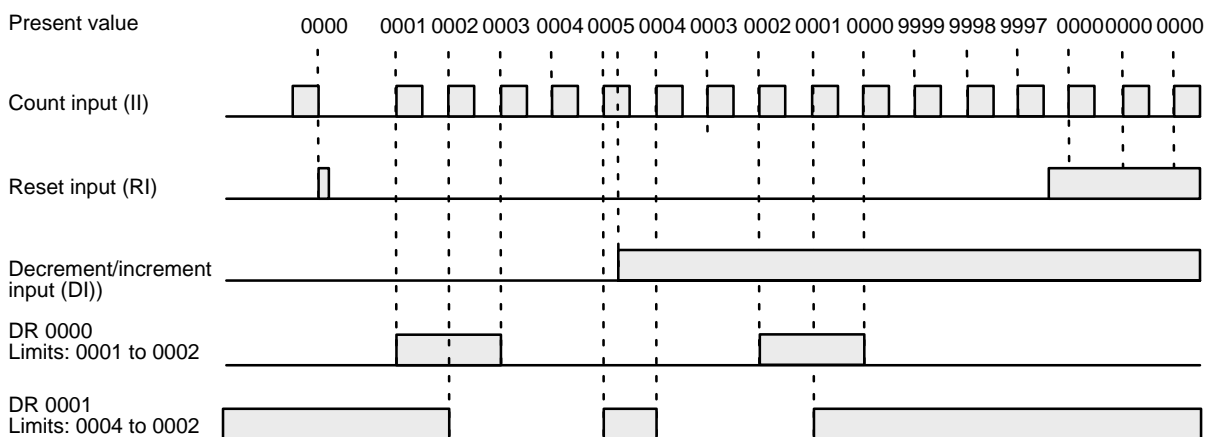 Present value 0000 0001 0002 0003 0004 0005 0004 0003 0002 0001 0000 9999 9998 9997 0000 0000 0000
Count input (II)
Reset input (RI)
Decrement/increment
input (DI))
DR 0000
Limits: 0001 to 0002
DR 0001
Limits: 0004 to 0002